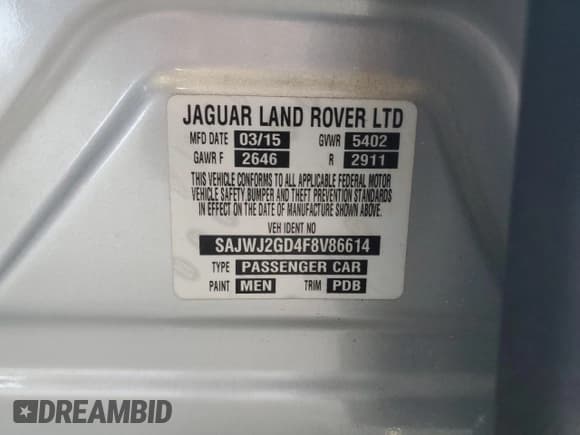 JAGUAR LAND ROVER LTD
MFD DATE 03/15 GVWR 5402
GAWR F 2646 R 2911
THIS VEHICLE CONFORMS TO ALL APPLICABLE FEDERAL MOTOR
VEHICLE SAFETY BUMPER AND THEFT PREVENTION STANDARDS
IN EFFECT ON THE DATE OF MANUFACTURE SHOWN ABOVE.
VEH IDENT NO
SAJWJ2GD4F8V86614
TYPE PASSENGER CAR
PAINT MEN TRIM PDB
DREAMBID